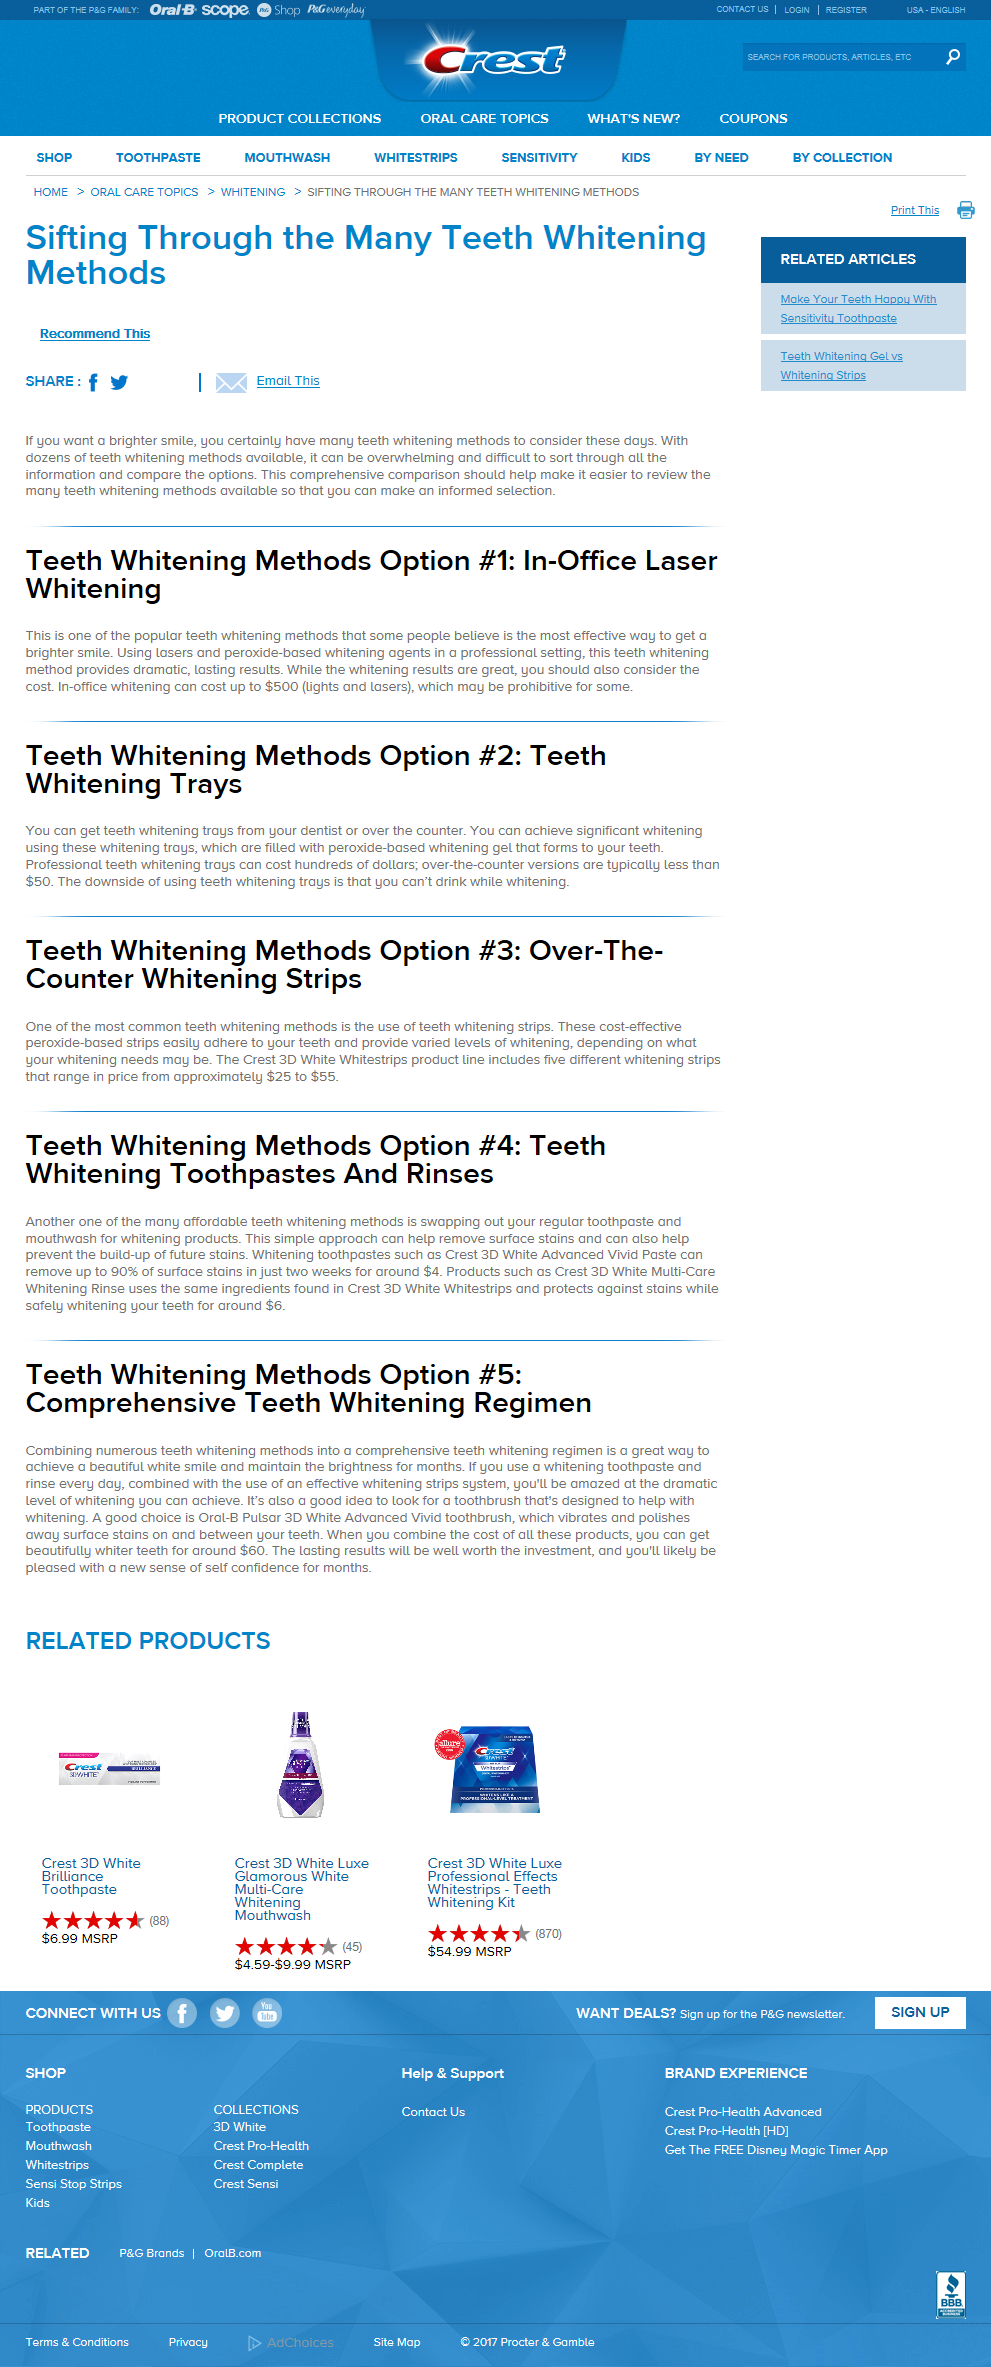 PART OF THE P&G FAMILY: Oral-B scope. P&G Shop P&Geveryday
CONTACT US | LOGIN | REGISTER USA - ENGLISH
Crest
SEARCH FOR PRODUCTS, ARTICLES, ETC
PRODUCT COLLECTIONS ORAL CARE TOPICS WHAT'S NEW? COUPONS
SHOP TOOTHPASTE MOUTHWASH WHITESTRIPS SENSITIVITY KIDS BY NEED BY COLLECTION
HOME > ORAL CARE TOPICS > WHITENING > SIFTING THROUGH THE MANY TEETH WHITENING METHODS
Print This
Sifting Through the Many Teeth Whitening
Methods
Recommend This
SHARE : | Email This
RELATED ARTICLES
Make Your Teeth Happy With
Sensitivity Toothpaste
Teeth Whitening Gel vs
Whitening Strips
If you want a brighter smile, you certainly have many teeth whitening methods to consider these days. With
dozens of teeth whitening methods available, it can be overwhelming and difficult to sort through all the
information and compare the options. This comprehensive comparison should help make it easier to review the
many teeth whitening methods available so that you can make an informed selection.
Teeth Whitening Methods Option #1: In-Office Laser
Whitening
This is one of the popular teeth whitening methods that some people believe is the most effective way to get a
brighter smile. Using lasers and peroxide-based whitening agents in a professional setting, this teeth whitening
method provides dramatic, lasting results. While the whitening results are great, you should also consider the
cost. In-office whitening can cost up to $500 (lights and lasers), which may be prohibitive for some.
Teeth Whitening Methods Option #2: Teeth
Whitening Trays
You can get teeth whitening trays from your dentist or over the counter. You can achieve significant whitening
using these whitening trays, which are filled with peroxide-based whitening gel that forms to your teeth.
Professional teeth whitening trays can cost hundreds of dollars; over-the-counter versions are typically less than
$50. The downside of using teeth whitening trays is that you can't drink while whitening.
Teeth Whitening Methods Option #3: Over-The-
Counter Whitening Strips
One of the most common teeth whitening methods is the use of teeth whitening strips. These cost-effective
peroxide-based strips easily adhere to your teeth and provide varied levels of whitening, depending on what
your whitening needs may be. The Crest 3D White Whitestrips product line includes five different whitening strips
that range in price from approximately $25 to $55.
Teeth Whitening Methods Option #4: Teeth
Whitening Toothpastes And Rinses
Another one of the many affordable teeth whitening methods is swapping out your regular toothpaste and
mouthwash for whitening products. This simple approach can help remove surface stains and can also help
prevent the build-up of future stains. Whitening toothpastes such as Crest 3D White Advanced Vivid Paste can
remove up to 90% of surface stains in just two weeks for around $4. Products such as Crest 3D White Multi-Care
Whitening Rinse uses the same ingredients found in Crest 3D White Whitestrips and protects against stains while
safely whitening your teeth for around $6.
Teeth Whitening Methods Option #5:
Comprehensive Teeth Whitening Regimen
Combining numerous teeth whitening methods into a comprehensive teeth whitening regimen is a great way to
achieve a beautiful white smile and maintain the brightness for months. If you use a whitening toothpaste and
rinse every day, combined with the use of an effective whitening strips system, you'll be amazed at the dramatic
level of whitening you can achieve. It's also a good idea to look for a toothbrush that's designed to help with
whitening. A good choice is Oral-B Pulsar 3D White Advanced Vivid toothbrush, which vibrates and polishes
away surface stains on and between your teeth. When you combine the cost of all these products, you can get
beautifully whiter teeth for around $60. The lasting results will be well worth the investment, and you'll likely be
pleased with a new sense of self confidence for months.
RELATED PRODUCTS
Crest
3DWHITE
BRILLIANCE
allure
Crest
3DWHITE
Whitestrips
Crest 3D White
Brilliance
Toothpaste
(88)
$6.99 MSRP
Crest 3D White Luxe
Glamorous White
Multi-Care
Whitening
Mouthwash
(45)
$4.59-$9.99 MSRP
Crest 3D White Luxe
Professional Effects
Whitestrips - Teeth
Whitening Kit
(870)
$54.99 MSRP
CONNECT WITH US You Tube
WANT DEALS? Sign up for the P&G newsletter. SIGN UP
SHOP
PRODUCTS
Toothpaste
Mouthwash
Whitestrips
Sensi Stop Strips
Kids
COLLECTIONS
3D White
Crest Pro-Health
Crest Complete
Crest Sensi
Help & Support
Contact Us
BRAND EXPERIENCE
Crest Pro-Health Advanced
Crest Pro-Health [HD]
Get The FREE Disney Magic Timer App
RELATED P&G Brands | OralB.com
BBB
ACCREDITED
BUSINESS
Terms & Conditions Privacy AdChoices Site Map © 2017 Procter & Gamble